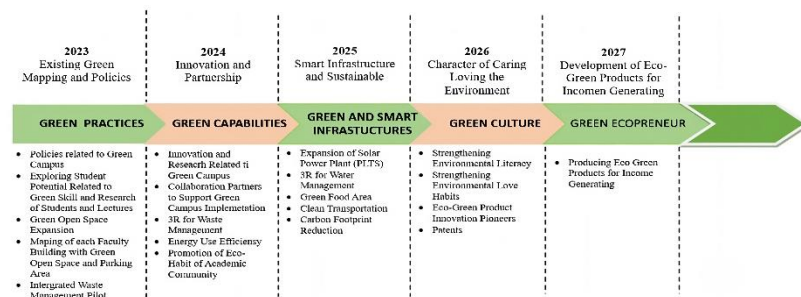 2023
Existing Green
Mapping and Policies
2024
Innovation and
Partnership
2025
Smart Infrastructure
and Sustainable
2026
Character of Caring
Loving the
Environment
2027
Development of Eco-
Green Products for
Incomen Generating
GREEN PRACTICES
GREEN CAPABILITIES
GREEN AND SMART
INFRASTUCTURES
GREEN CULTURE
GREEN ECOPRENEUR
• Policies related to Green
Campus
• Exploring Student
Potential Related to
Green Skill and Research
of Students and Lectures
• Green Open Space
Expansion
• Maping of each Faculty
Building with Green
Open Space and Parking
Area
• Intergrated Waste
Management Pilot
• Innovation and
Researh Related ti
Green Campus
• Collaboration Partners
to Support Green
Campus Implemetation
• 3R for Waste
Management
• Energy Use Efficiency
• Promotion of Eco-
Habit of Academic
Community
• Expansion of Solar
Power Plant (PLTS)
• 3R for Water
Management
• Green Food Area
• Clean Transportation
• Carbon Footprint
Reduction
• Strengthening
Environmental Literacy
• Strengthening
Environmental Love
Habits
• Eco-Green Product
Innovation Pioneers
• Patents
• Producing Eco Green
Products for Income
Generating